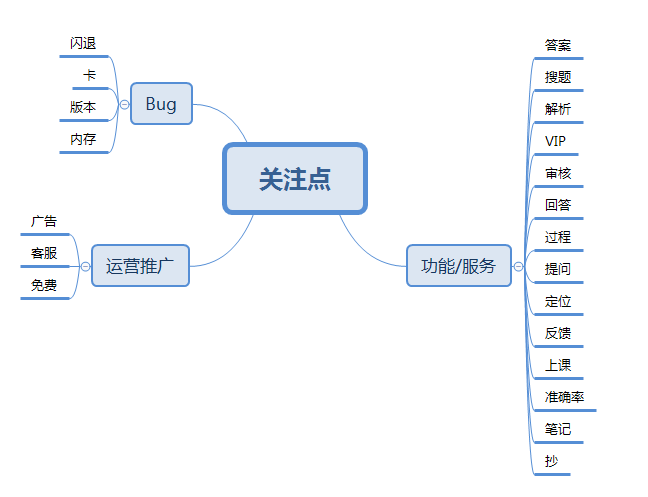 关注点
Bug
闪退
卡
版本
内存
运营推广
广告
客服
免费
功能/服务
答案
搜题
解析
VIP
审核
回答
过程
提问
定位
反馈
上课
准确率
笔记
抄